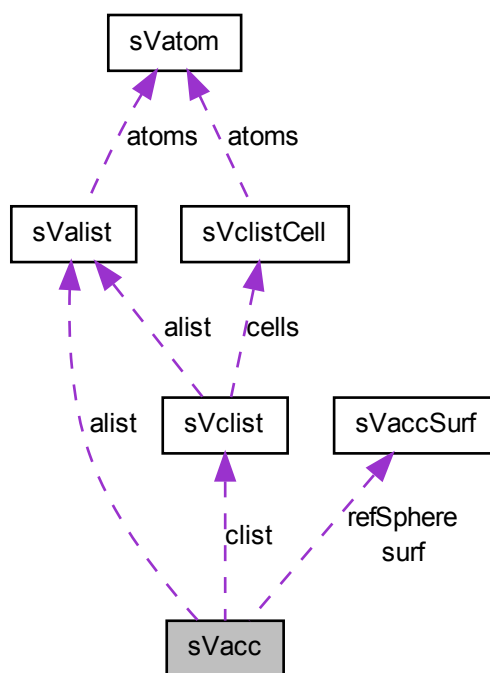 sVatom
atoms
atoms
sValist
sVclistCell
alist
cells
alist
sVclist
sVaccSurf
clist
refSphere
surf
sVacc